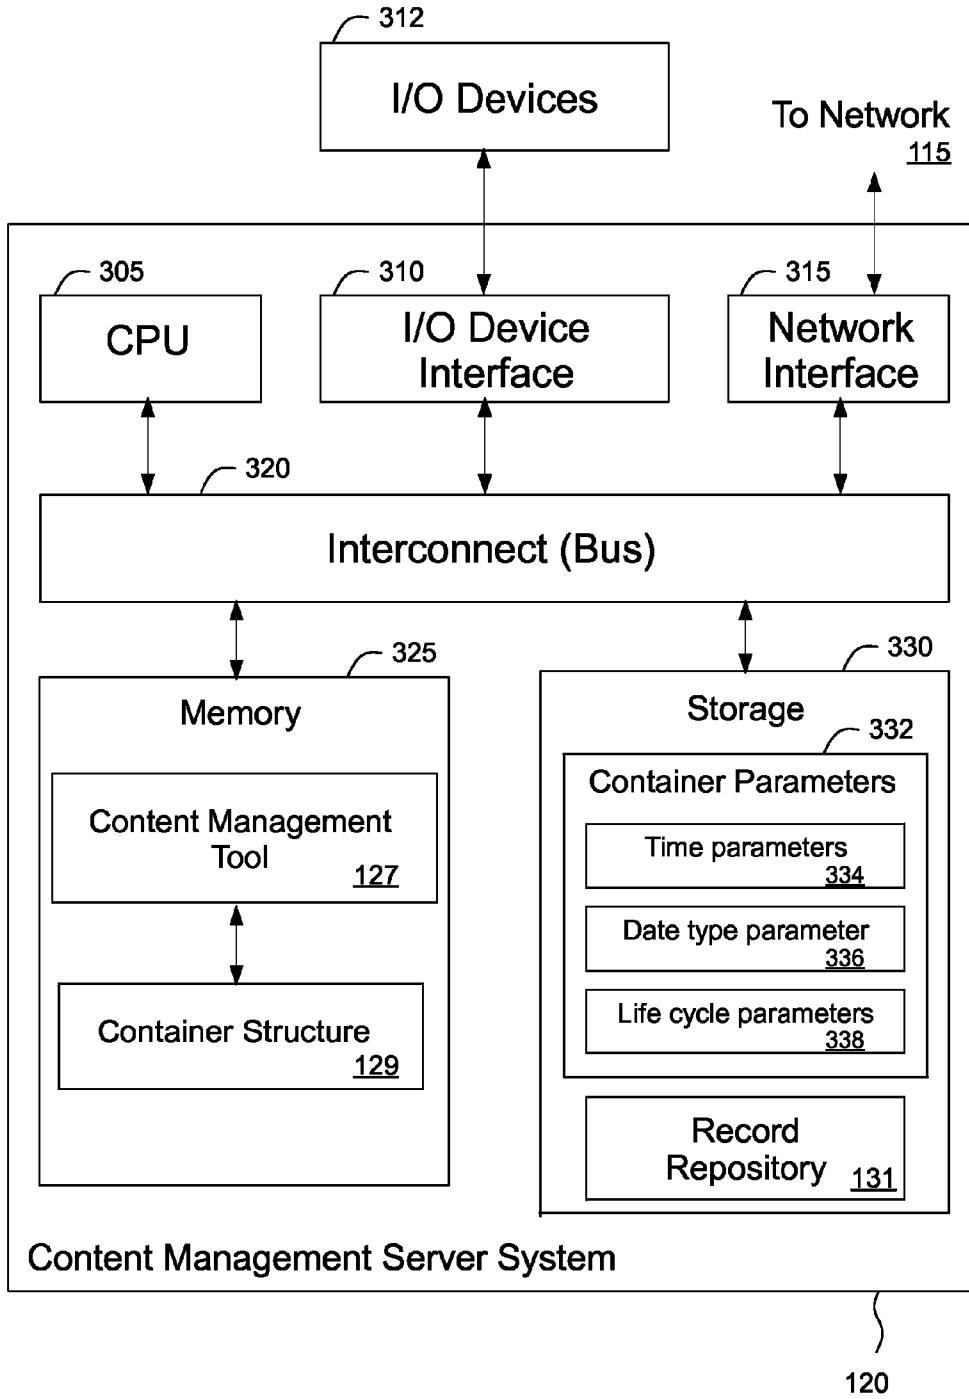 312
I/O Devices
To Network
115
305
310
315
CPU
I/O Device
Interface
Network
Interface
320
Interconnect (Bus)
325
330
Memory
Storage
332
Container Parameters
Content Management
Tool
127
Time parameters
334
Date type parameter
336
Container Structure
129
Life cycle parameters
338
Record
Repository
131
Content Management Server System
120